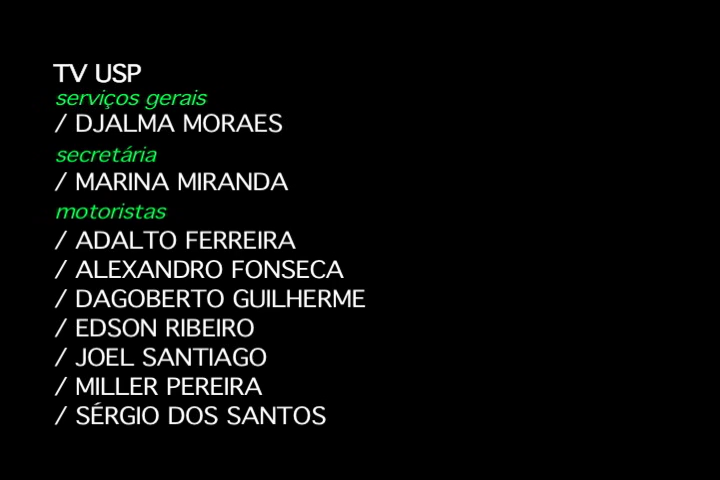 TV USP
serviços gerais
/ DJALMA MORAES
secretária
/ MARINA MIRANDA
motoristas
/ ADALTO FERREIRA
/ ALEXANDRO FONSECA
/ DAGOBERTO GUILHERME
/ EDSON RIBEIRO
/ JOEL SANTIAGO
/ MILLER PEREIRA
/ SÉRGIO DOS SANTOS